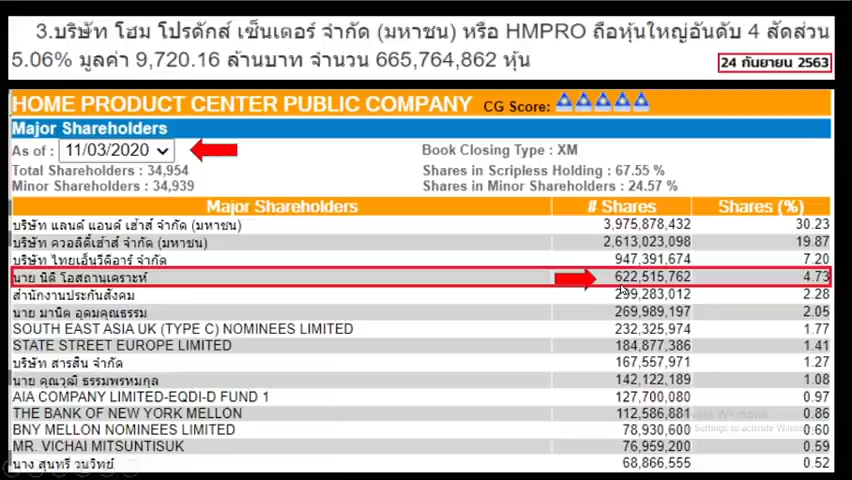 3.บริษัท โฮม โปรดักส์ เซ็นเตอร์ จำกัด (มหาชน) หรือ HMPRO ถือหุ้นใหญ่อันดับ 4 สัดส่วน
5.06% มูลค่า 9,720.16 ล้านบาท จำนวน 665,764,862 หุ้น
24 กันยายน 2563
HOME PRODUCT CENTER PUBLIC COMPANY CG Score:
Major Shareholders
As of : 11/03/2020 Book Closing Type : XM
Total Shareholders : 34,954 Shares in Scripless Holding : 67.55 %
Minor Shareholders : 34,939 Shares in Minor Shareholders : 24.57 %
Major Shareholders # Shares Shares (%)
บริษัท แลนด์ แอนด์ เฮ้าส์ จำกัด (มหาชน) 3,975,878,432 30.23
บริษัท ควอลิตี้เฮ้าส์ จำกัด (มหาชน) 2,613,023,098 19.87
บริษัท ไทยเอ็นวีดีอาร์ จำกัด 947,391,674 7.20
นาย นิติ โอสถานุเคราะห์ 622,515,762 4.73
สำนักงานประกันสังคม 299,283,012 2.28
นาย มานิต อุดมคุณธรรม 269,989,197 2.05
SOUTH EAST ASIA UK (TYPE C) NOMINEES LIMITED 232,325,974 1.77
STATE STREET EUROPE LIMITED 184,877,386 1.41
บริษัท สารสิน จำกัด 167,557,971 1.27
นาย คุณวุฒิ ธรรมพรหมกุล 142,122,189 1.08
AIA COMPANY LIMITED-EQDI-D FUND 1 127,700,080 0.97
THE BANK OF NEW YORK MELLON 112,586,881 0.86
BNY MELLON NOMINEES LIMITED 78,930,600 0.60
MR. VICHAI MITSUNTISUK 76,959,200 0.59
นาง สุนทรี วนวิทย์ 68,866,555 0.52